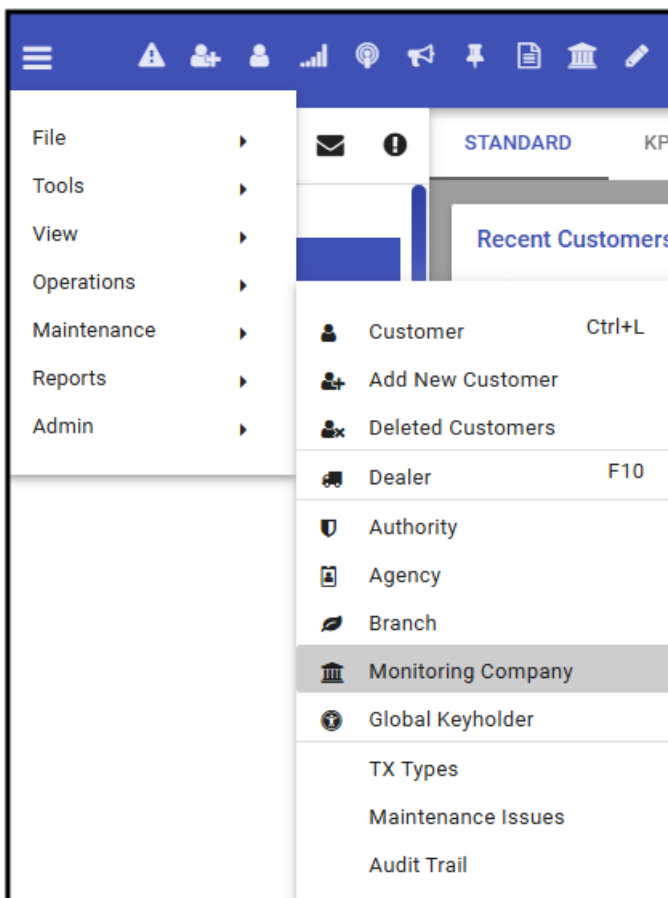 STANDARD
KP
Recent Customers
File
Tools
View
Operations
Maintenance
Reports
Admin
Customer Ctrl+L
Add New Customer
Deleted Customers
Dealer F10
Authority
Agency
Branch
Monitoring Company
Global Keyholder
TX Types
Maintenance Issues
Audit Trail